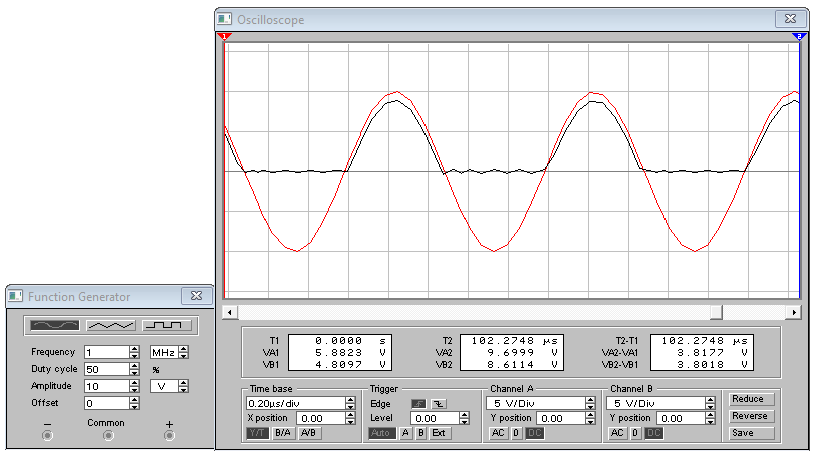 Oscilloscope
1
2
T1 0.0000 s T2 102.2748 µs T2-T1 102.2748 µs
VA1 5.8823 V VA2 9.6999 V VA2-VA1 3.8177 V
VB1 4.8097 V VB2 8.6114 V VB2-VB1 3.8018 V
Time base Trigger Channel A Channel B Reduce
0.20µs/div Edge 5 V/Div 5 V/Div Reverse
X position 0.00 Level 0.00 Y position 0.00 Y position 0.00
Y/T B/A A/B Auto A B Ext AC 0 DC AC 0 DC Save
Function Generator
Frequency 1 MHz
Duty cycle 50 %
Amplitude 10 V
Offset 0
− Common +